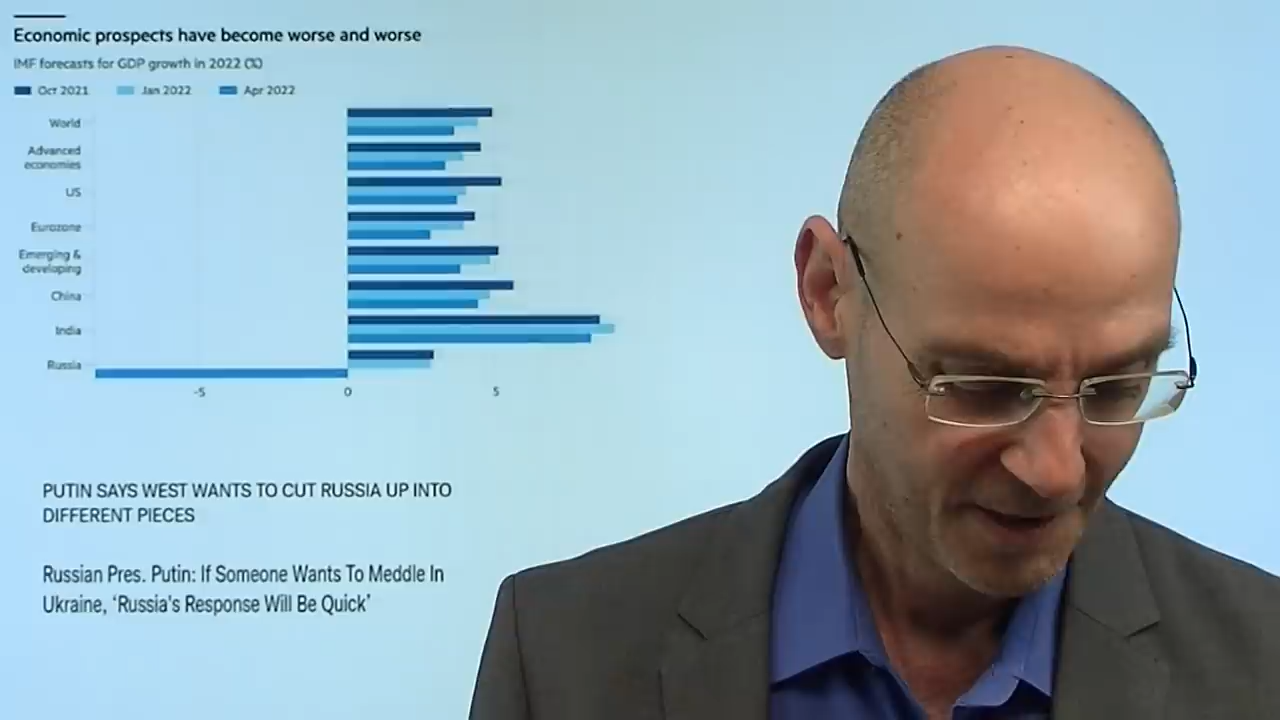 Economic prospects have become worse and worse
IMF forecasts for GDP growth in 2022 (%)
Oct 2021 Jan 2022 Apr 2022
World
Advanced
economies
US
Eurozone
Emerging &
developing
China
India
Russia
-5 0 5
PUTIN SAYS WEST WANTS TO CUT RUSSIA UP INTO
DIFFERENT PIECES
Russian Pres. Putin: If Someone Wants To Meddle In
Ukraine, ‘Russia's Response Will Be Quick’